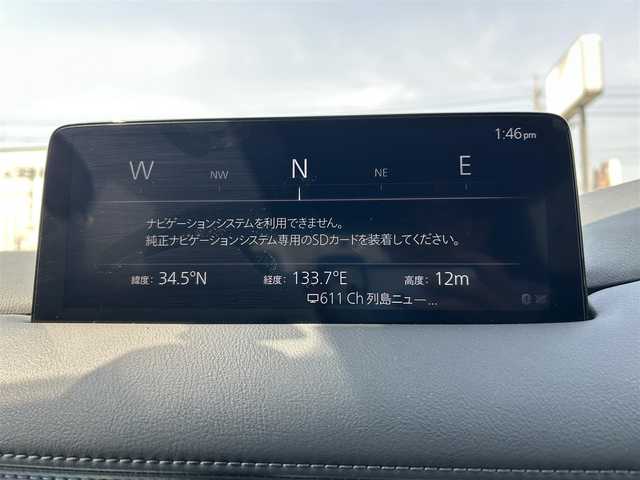 1:46pm
W NW N NE E
ナビゲーションシステムを利用できません。
純正ナビゲーションシステム専用のSDカードを装着してください。
緯度: 34.5°N 経度: 133.7°E 高度: 12m
611 Ch 列島ニュー...